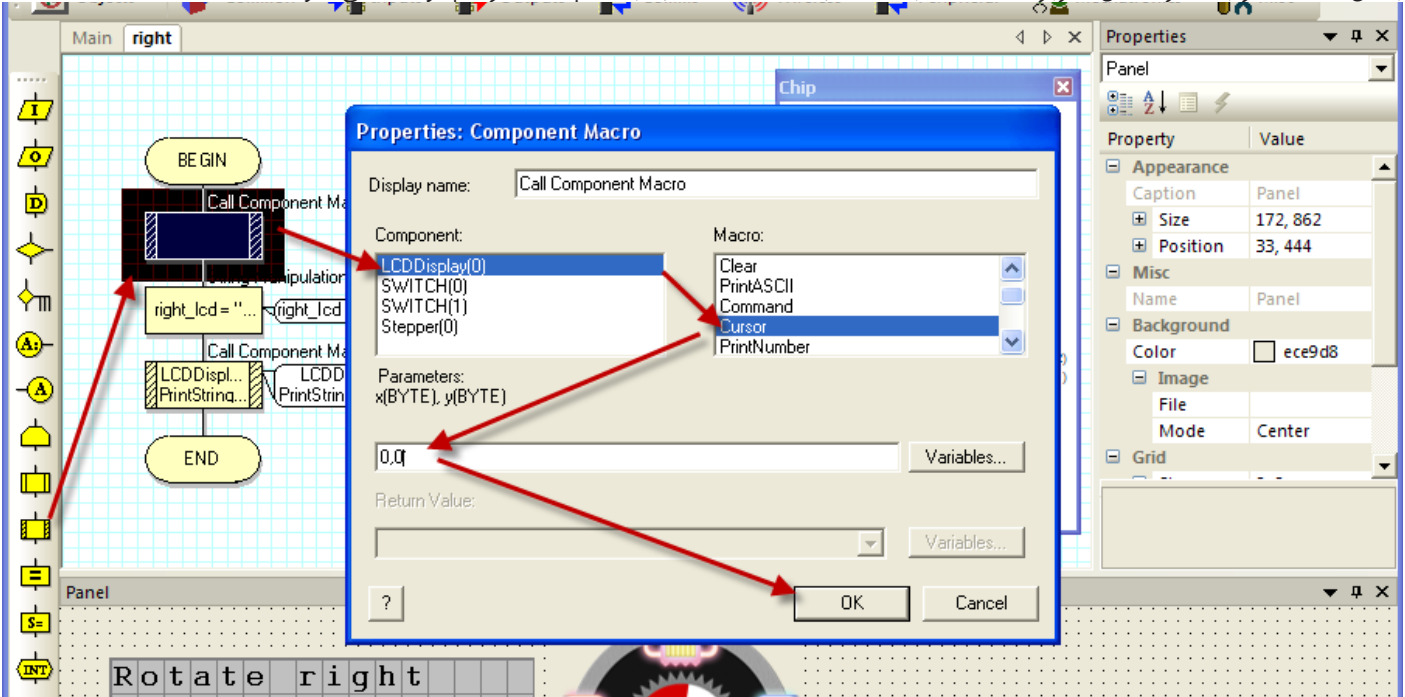 Main right
Properties
Panel
Chip
Properties: Component Macro
Property Value
BEGIN
Display name: Call Component Macro
Appearance
Caption Panel
Call Component Ma
Size 172, 862
Component: Macro:
Position 33, 444
LCDDisplay(0)
SWITCH(0)
SWITCH(1)
Stepper(0)
Clear
PrintASCII
Command
Cursor
PrintNumber
Misc
Name Panel
Background
Color ece9d8
Image
File
Mode Center
Grid
right_lcd = "... right_lcd
Call Component Ma
LCDDispl... LCDD
PrintString... PrintStrin
END
Parameters:
x(BYTE), y(BYTE)
0,0
Variables...
Return Value:
Variables...
? OK Cancel
I
O
D
A:
A
=
S=
INT
Panel
Rotate right